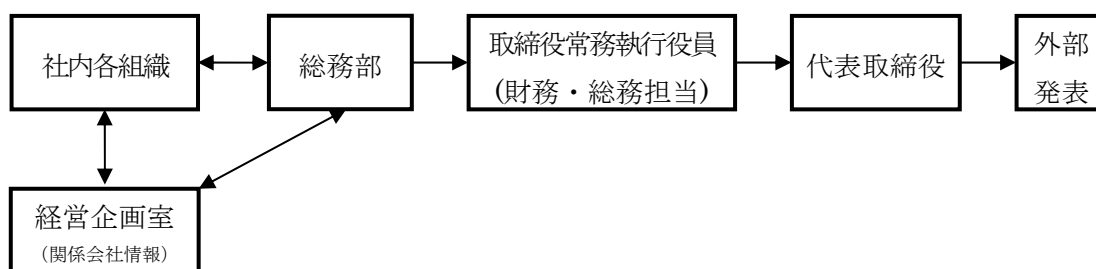 社内各組織
総務部
取締役常務執行役員
(財務・総務担当)
代表取締役
外部
発表
経営企画室
(関係会社情報)